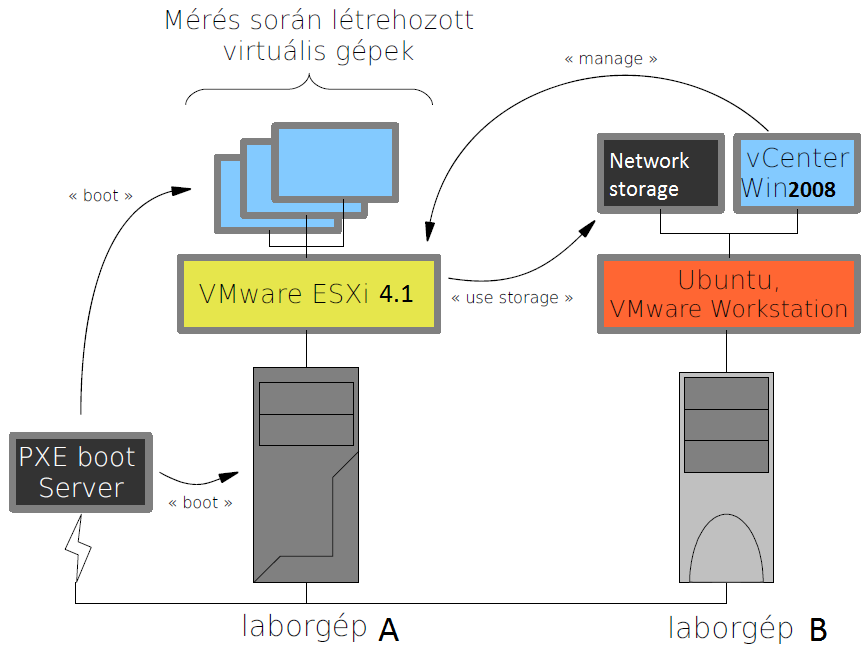 Mérés során létrehozott
virtuális gépek
« manage »
« boot »
Network
storage
vCenter
Win2008
VMware ESXi 4.1
« use storage »
Ubuntu,
VMware Workstation
PXE boot
Server
« boot »
laborgép A
laborgép B